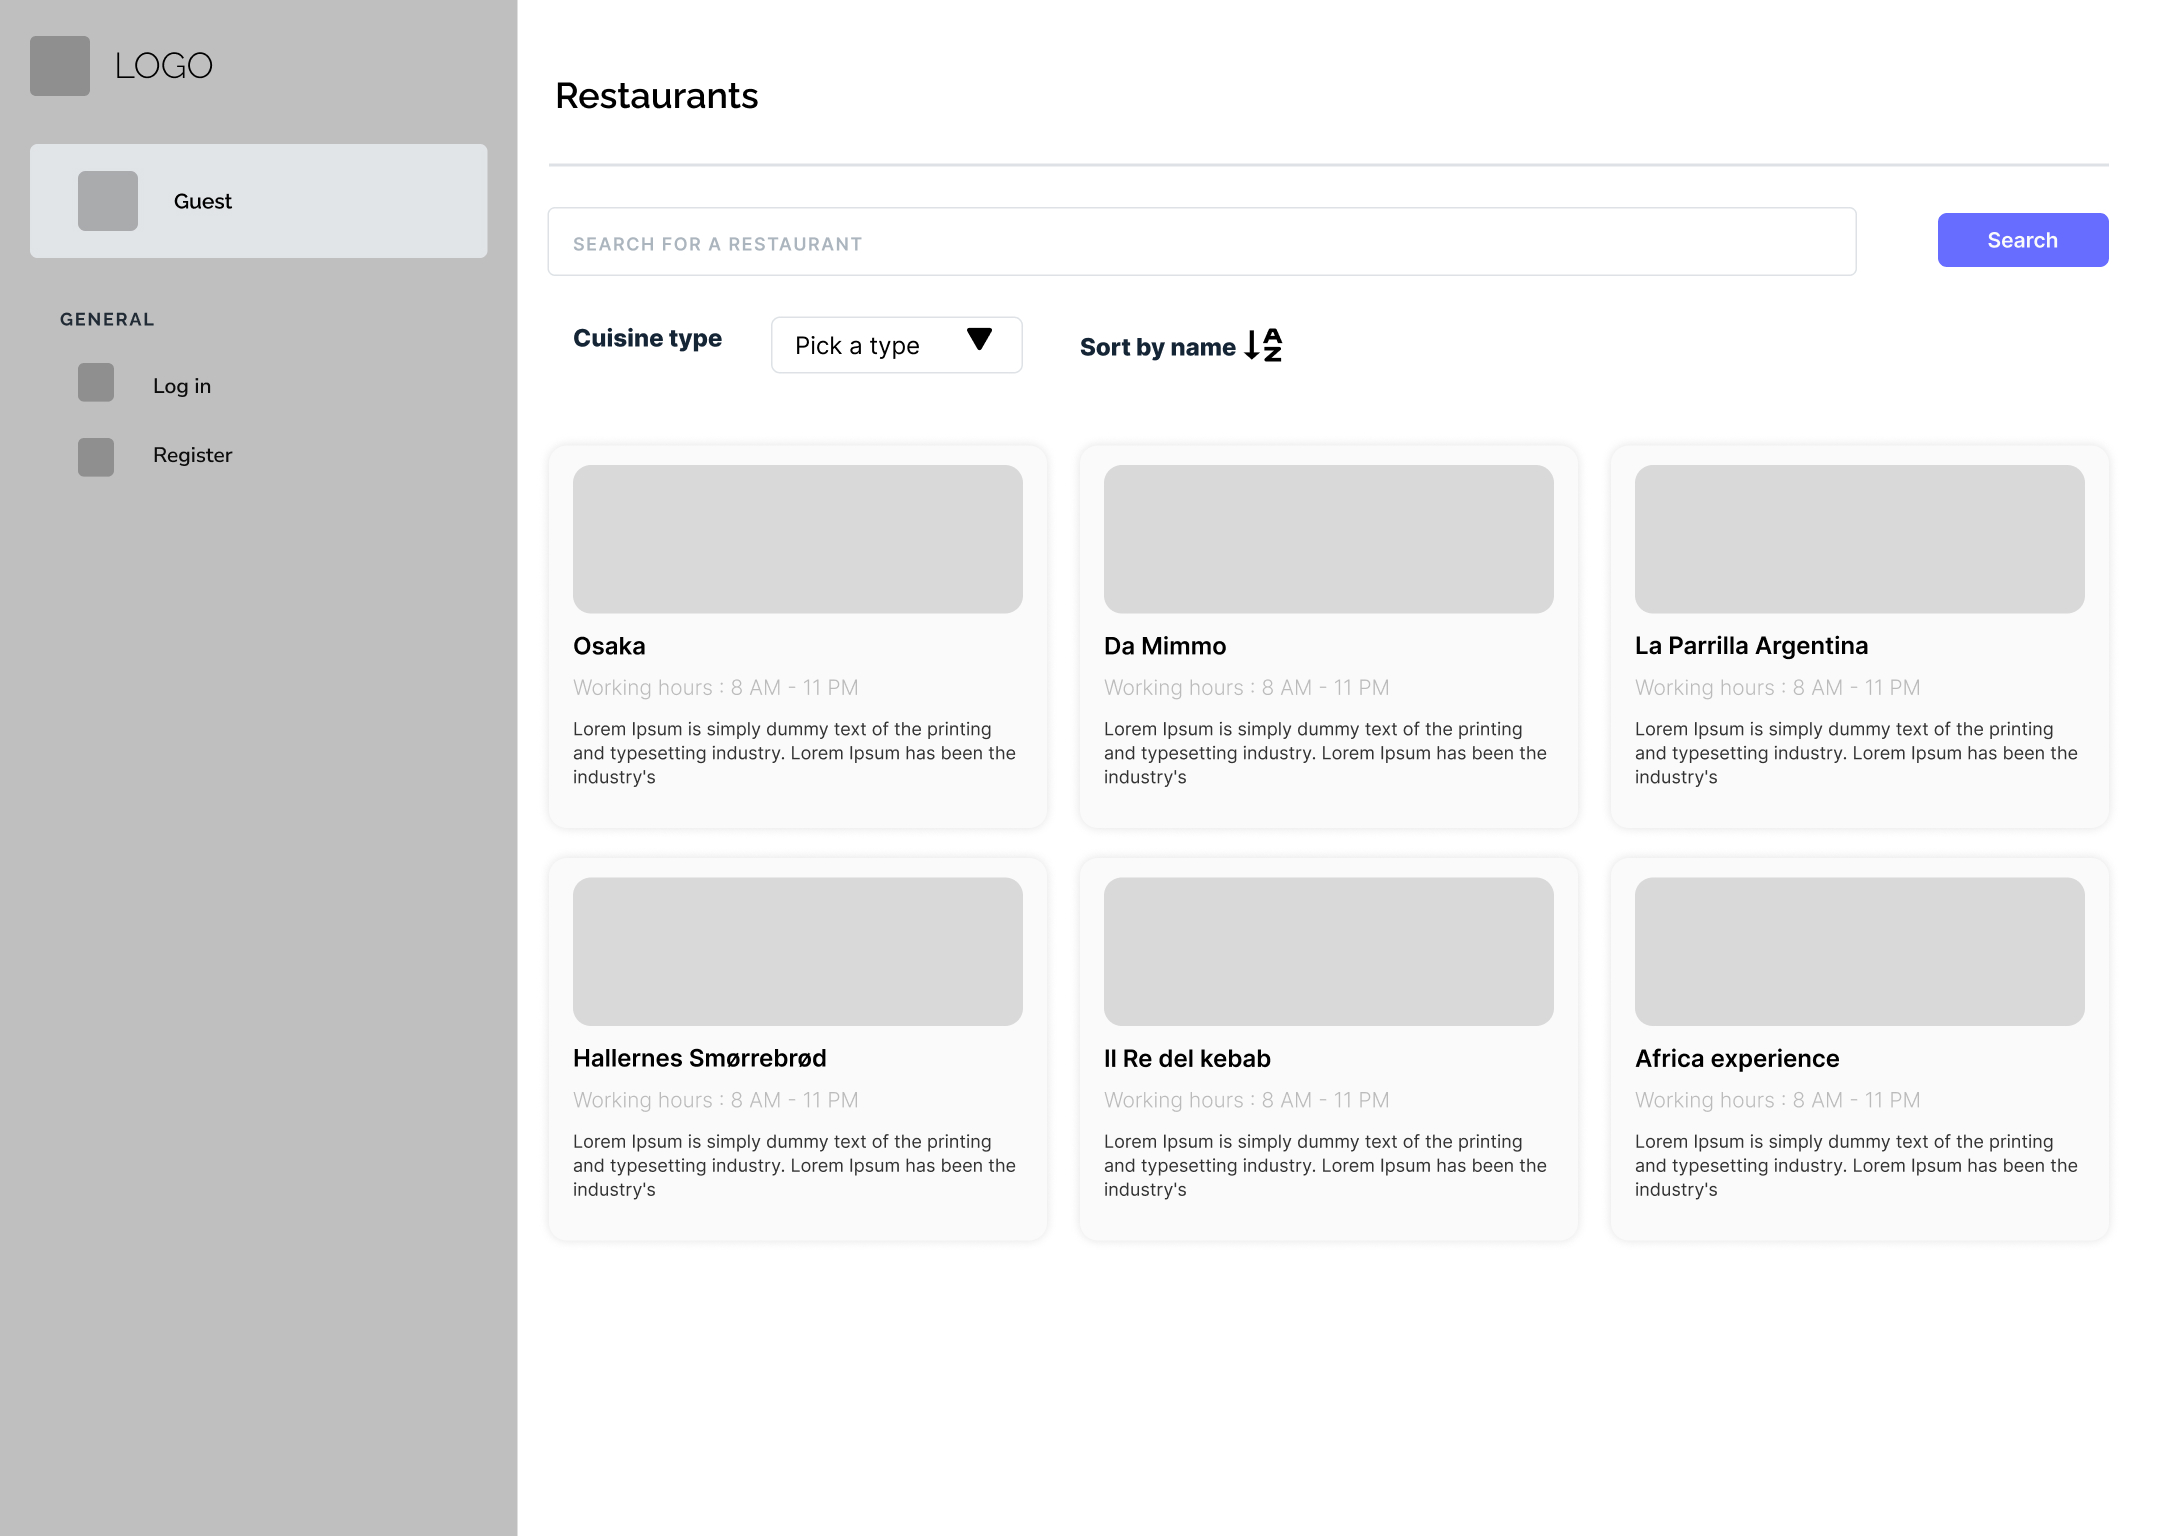 LOGO
Guest
GENERAL
Log in
Register
Restaurants
SEARCH FOR A RESTAURANT
Search
Cuisine type
Pick a type
Sort by name
A
Z
Osaka
Working hours : 8 AM - 11 PM
Lorem Ipsum is simply dummy text of the printing
and typesetting industry. Lorem Ipsum has been the
industry's
Da Mimmo
Working hours : 8 AM - 11 PM
Lorem Ipsum is simply dummy text of the printing
and typesetting industry. Lorem Ipsum has been the
industry's
La Parrilla Argentina
Working hours : 8 AM - 11 PM
Lorem Ipsum is simply dummy text of the printing
and typesetting industry. Lorem Ipsum has been the
industry's
Hallernes Smørrebrød
Working hours : 8 AM - 11 PM
Lorem Ipsum is simply dummy text of the printing
and typesetting industry. Lorem Ipsum has been the
industry's
Il Re del kebab
Working hours : 8 AM - 11 PM
Lorem Ipsum is simply dummy text of the printing
and typesetting industry. Lorem Ipsum has been the
industry's
Africa experience
Working hours : 8 AM - 11 PM
Lorem Ipsum is simply dummy text of the printing
and typesetting industry. Lorem Ipsum has been the
industry's